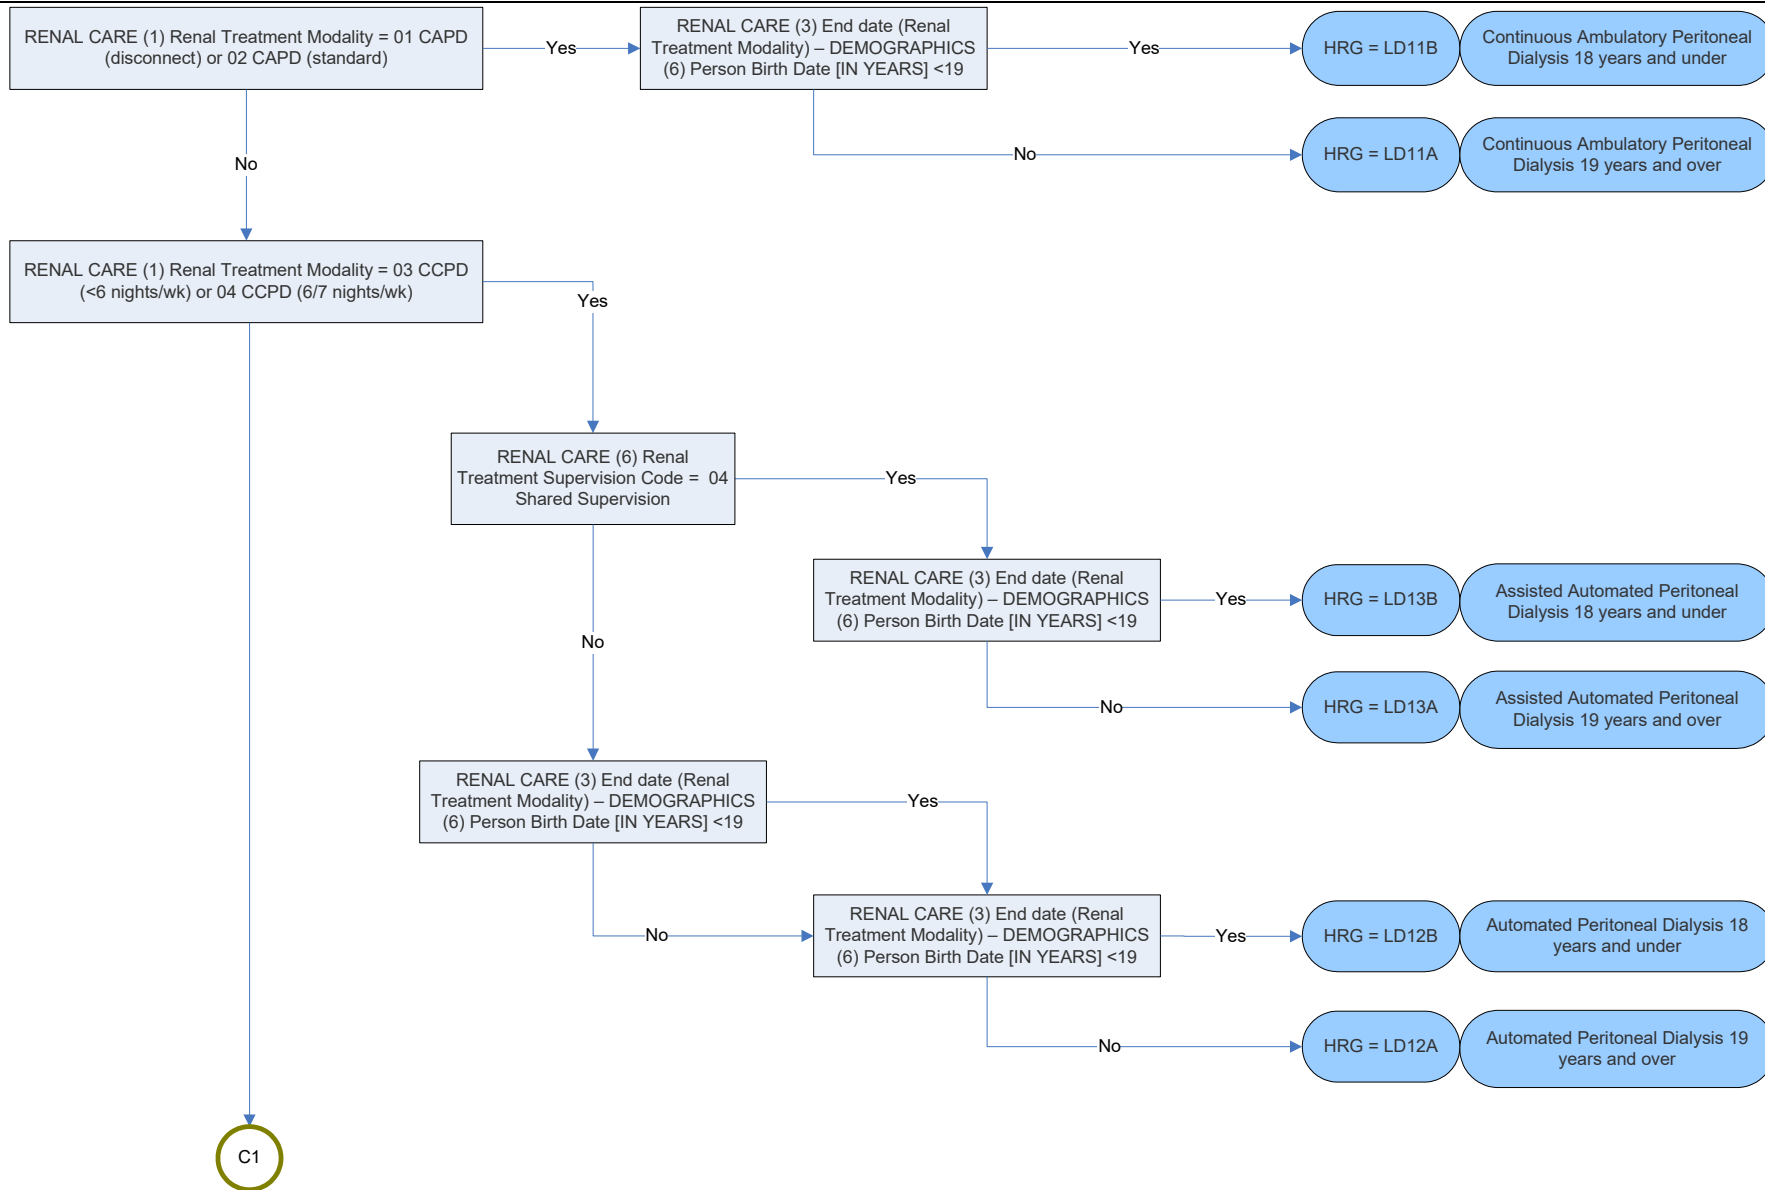 RENAL CARE (1) Renal Treatment Modality = 01 CAPD
(disconnect) or 02 CAPD (standard)
Yes
RENAL CARE (3) End date (Renal
Treatment Modality) – DEMOGRAPHICS
(6) Person Birth Date [IN YEARS] <19
Yes
HRG = LD11B
Continuous Ambulatory Peritoneal
Dialysis 18 years and under
No
HRG = LD11A
Continuous Ambulatory Peritoneal
Dialysis 19 years and over
No
RENAL CARE (1) Renal Treatment Modality = 03 CCPD
(<6 nights/wk) or 04 CCPD (6/7 nights/wk)
Yes
RENAL CARE (6) Renal
Treatment Supervision Code =  04
Shared Supervision
Yes
RENAL CARE (3) End date (Renal
Treatment Modality) – DEMOGRAPHICS
(6) Person Birth Date [IN YEARS] <19
Yes
HRG = LD13B
Assisted Automated Peritoneal
Dialysis 18 years and under
No
No
HRG = LD13A
Assisted Automated Peritoneal
Dialysis 19 years and over
RENAL CARE (3) End date (Renal
Treatment Modality) – DEMOGRAPHICS
(6) Person Birth Date [IN YEARS] <19
Yes
No
RENAL CARE (3) End date (Renal
Treatment Modality) – DEMOGRAPHICS
(6) Person Birth Date [IN YEARS] <19
Yes
HRG = LD12B
Automated Peritoneal Dialysis 18
years and under
No
HRG = LD12A
Automated Peritoneal Dialysis 19
years and over
C1